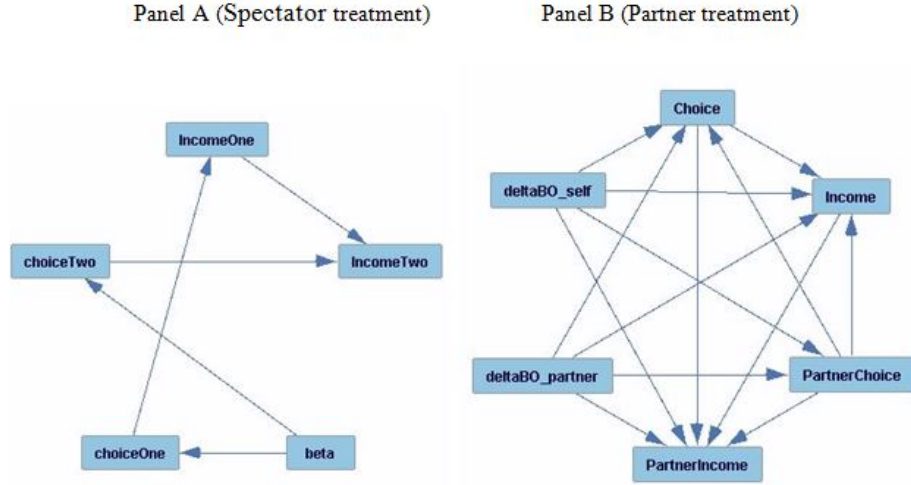 Panel A (Spectator treatment)
Panel B (Partner treatment)
IncomeOne
choiceTwo
IncomeTwo
choiceOne
beta
Choice
deltaBO_self
Income
deltaBO_partner
PartnerChoice
PartnerIncome